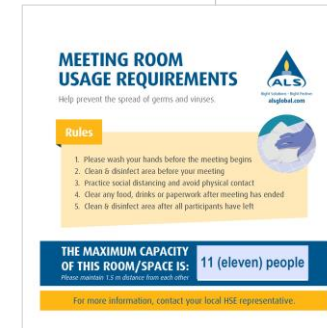 MEETING ROOM
USAGE REQUIREMENTS
Help prevent the spread of germs and viruses.
ALS
Right Solutions • Right Partner
alsglobal.com
Rules
1. Please wash your hands before the meeting begins
2. Clean & disinfect area before your meeting
3. Practice social distancing and avoid physical contact
4. Clear any food, drinks or paperwork after meeting has ended
5. Clean & disinfect area after all participants have left
THE MAXIMUM CAPACITY
OF THIS ROOM/SPACE IS:
Please maintain 1.5 m distance from each other
11 (eleven) people
For more information, contact your local HSE representative.